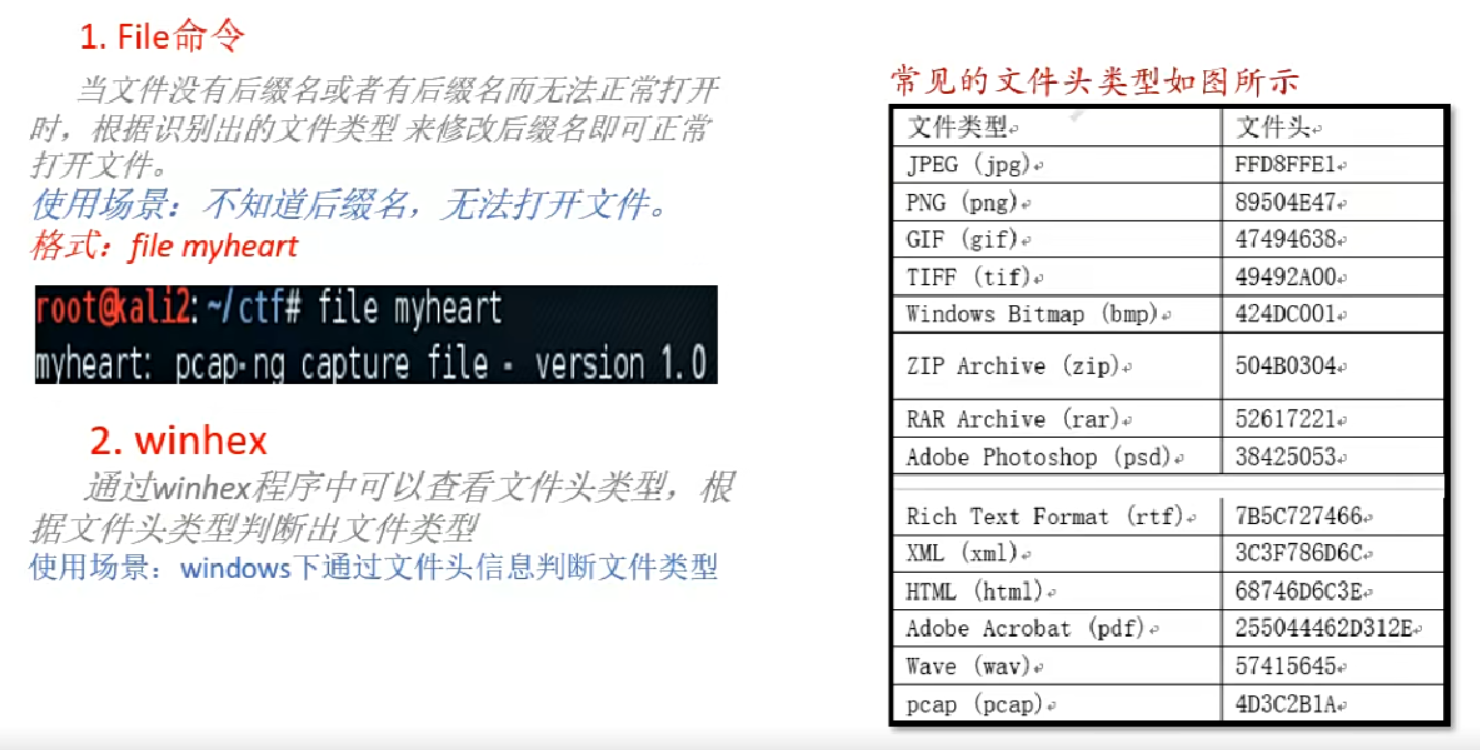 1. File命令
当文件没有后缀名或者有后缀名而无法正常打开
时，根据识别出的文件类型 来修改后缀名即可正常
打开文件。
使用场景：不知道后缀名，无法打开文件。
格式：file myheart
root@kali2:~/ctf# file myheart
myheart: pcap-ng capture file - version 1.0
2. winhex
通过winhex程序中可以查看文件头类型，根
据文件头类型判断出文件类型
使用场景：windows下通过文件头信息判断文件类型
常见的文件头类型如图所示
文件类型 文件头
JPEG (jpg) FFD8FFE1
PNG (png) 89504E47
GIF (gif) 47494638
TIFF (tif) 49492A00
Windows Bitmap (bmp) 424DC001
ZIP Archive (zip) 504B0304
RAR Archive (rar) 52617221
Adobe Photoshop (psd) 38425053
Rich Text Format (rtf) 7B5C727466
XML (xml) 3C3F786D6C
HTML (html) 68746D6C3E
Adobe Acrobat (pdf) 255044462D312E
Wave (wav) 57415645
pcap (pcap) 4D3C2B1A